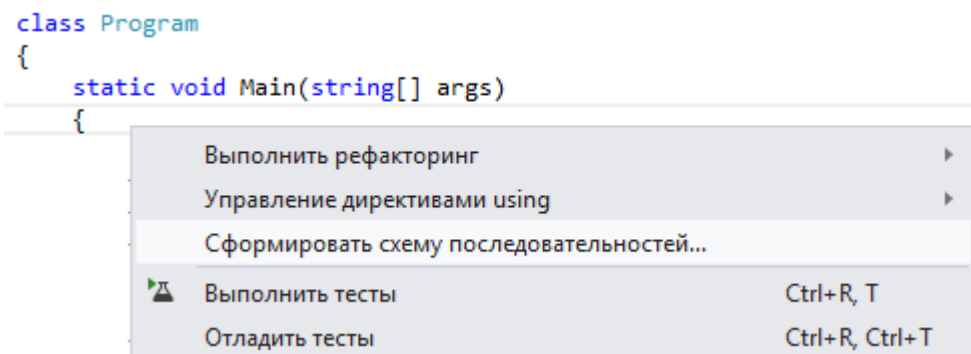 class Program
{
static void Main(string[] args)
{
Выполнить рефакторинг
Управление директивами using
Сформировать схему последовательностей...
Выполнить тесты Ctrl+R, T
Отладить тесты Ctrl+R, Ctrl+T